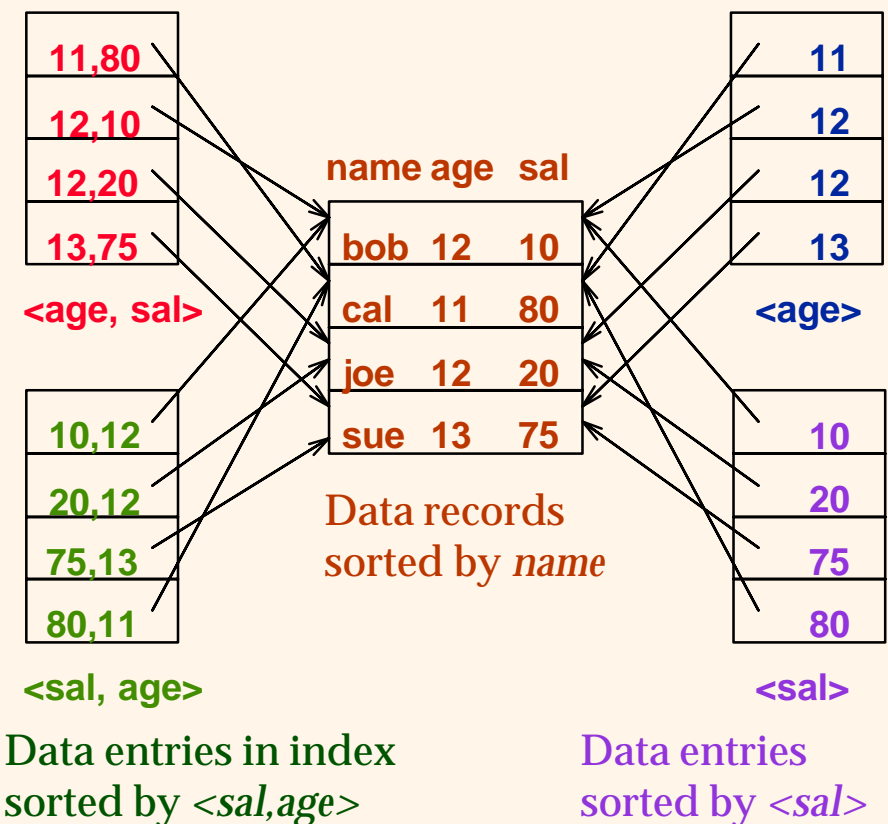 11,80
12,10
12,20
13,75
<age, sal>
10,12
20,12
75,13
80,11
<sal, age>
Data entries in index
sorted by <sal,age>
name age sal
bob 12 10
cal 11 80
joe 12 20
sue 13 75
Data records
sorted by name
11
12
12
13
<age>
10
20
75
80
<sal>
Data entries
sorted by <sal>